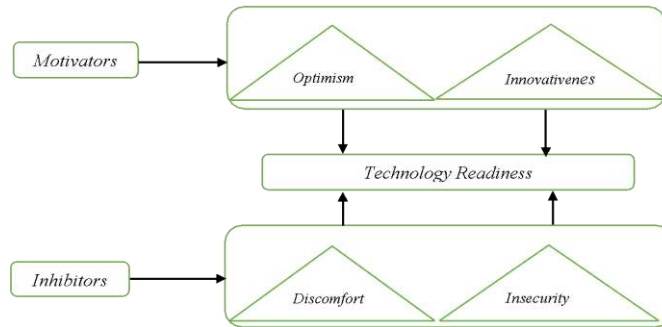 Motivators
Optimism
Innovativenes
Technology Readiness
Inhibitors
Discomfort
Insecurity